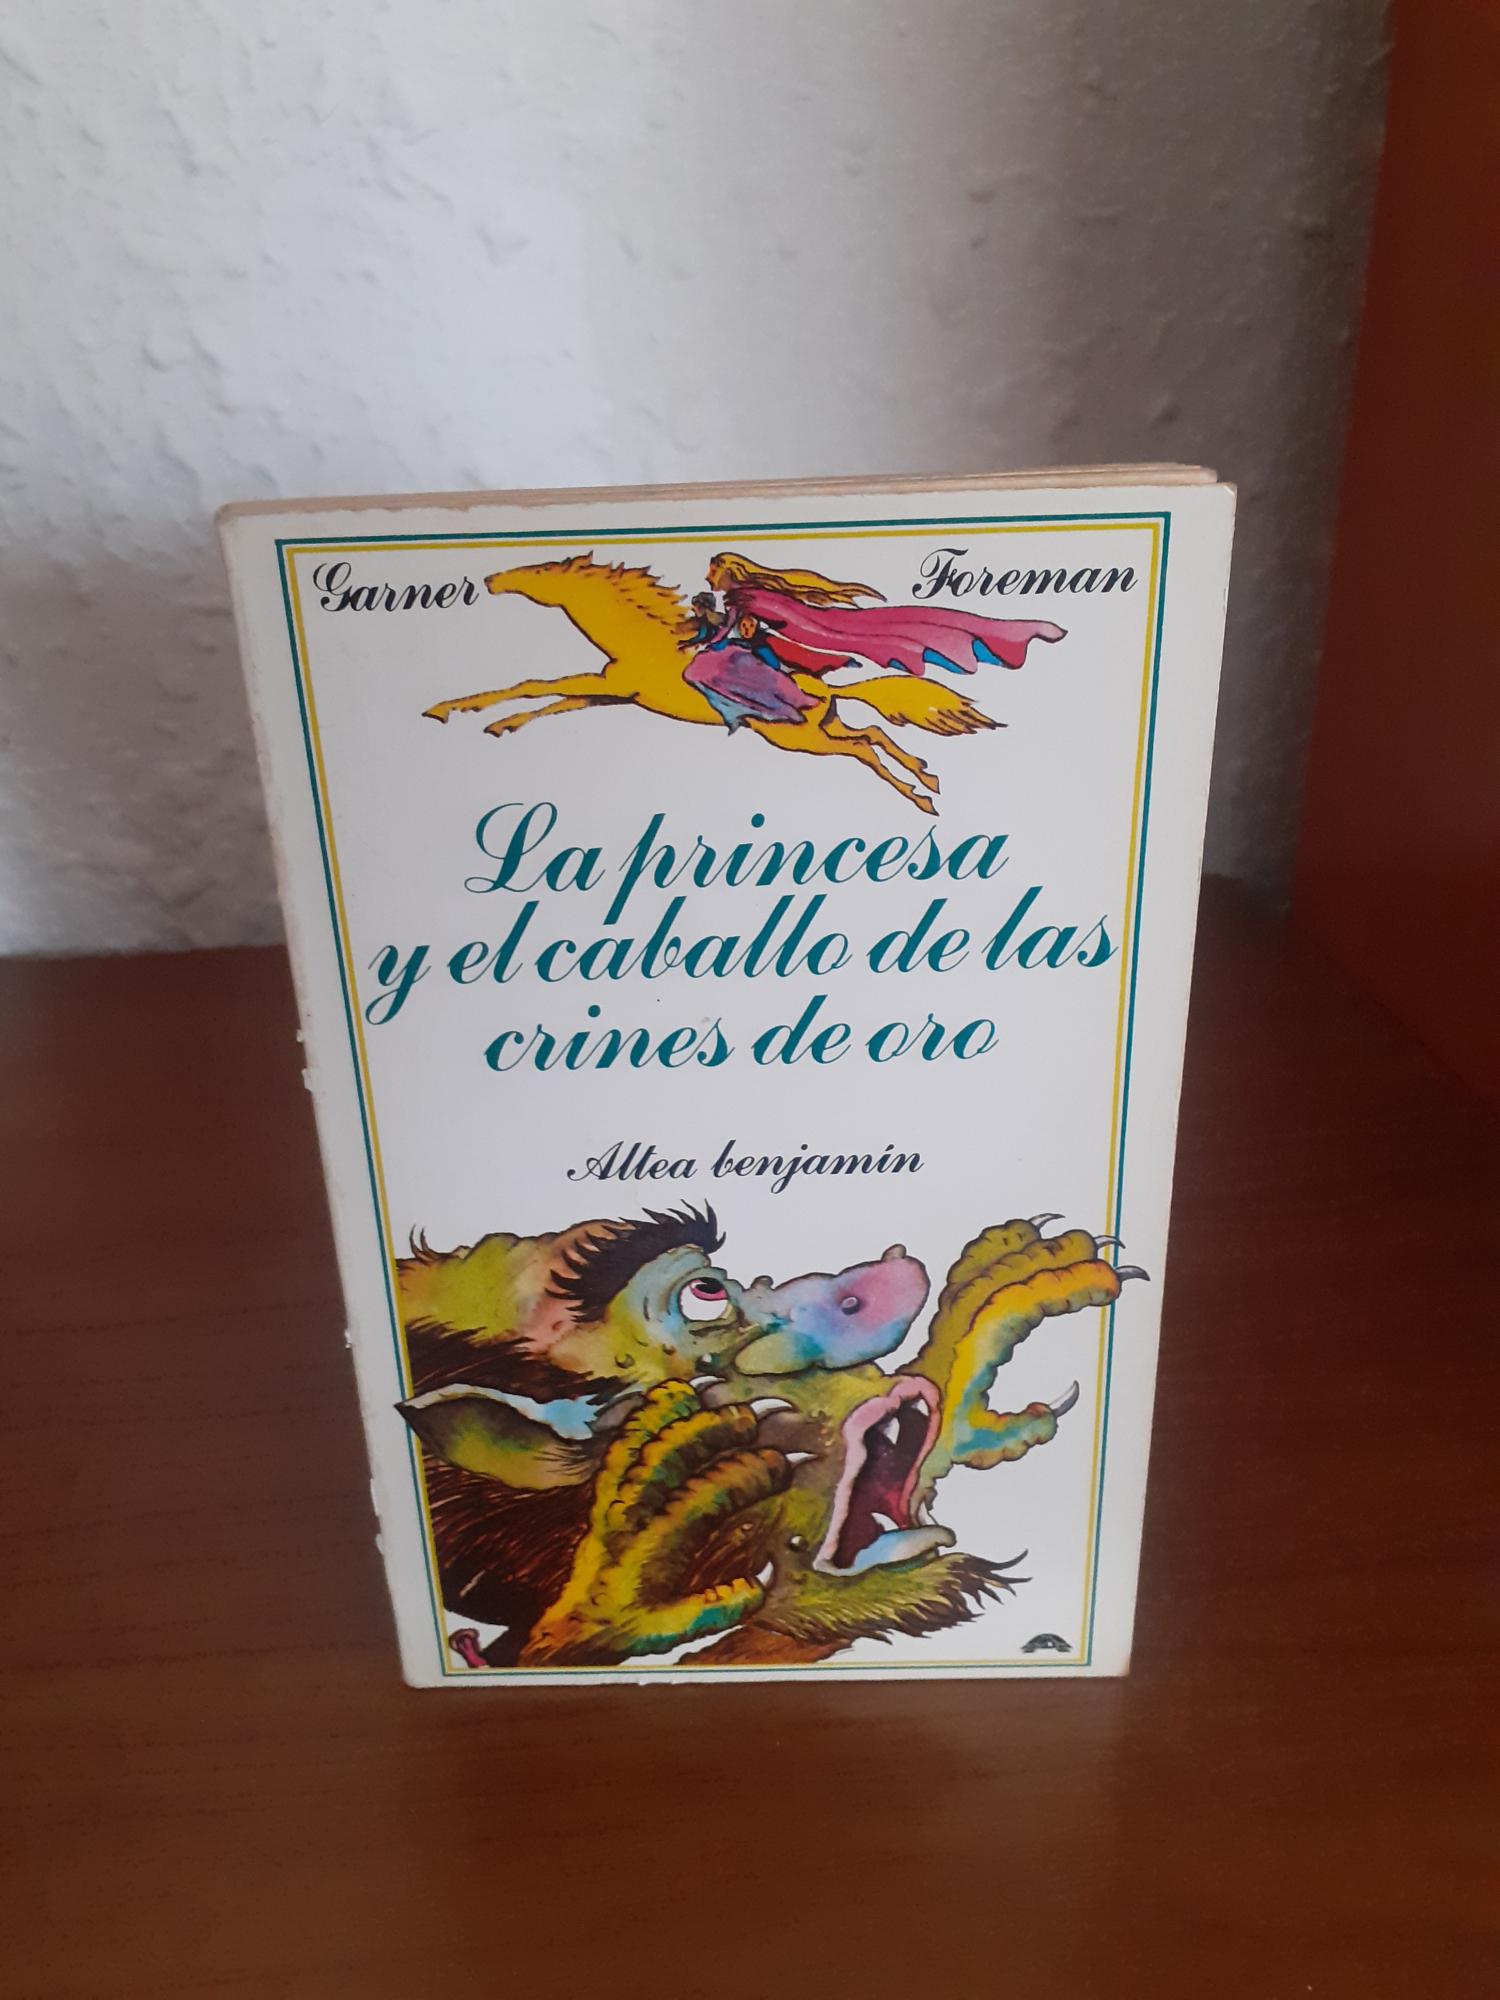 Garner
Foreman
La princesa
y el caballo de las
crines de oro
Altea benjamín